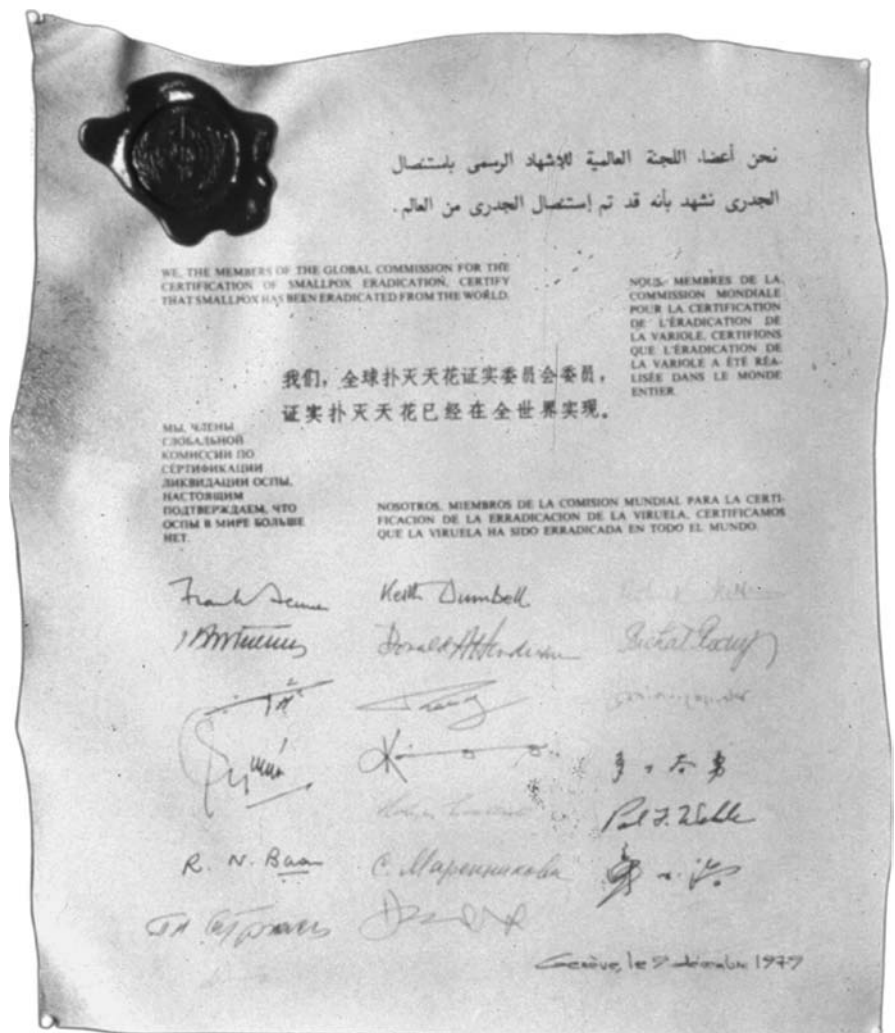 نحن أعضاء اللجنة العالمية للإشهاد الرسمى باستئصال
الجدرى نشهد بأنه قد تم إستئصال الجدرى من العالم .
WE, THE MEMBERS OF THE GLOBAL COMMISSION FOR THE
CERTIFICATION OF SMALLPOX ERADICATION, CERTIFY
THAT SMALLPOX HAS BEEN ERADICATED FROM THE WORLD.
NOUS, MEMBRES DE LA
COMMISSION MONDIALE
POUR LA CERTIFICATION
DE L'ÉRADICATION DE
LA VARIOLE, CERTIFIONS
QUE L'ÉRADICATION DE
LA VARIOLE A ÉTÉ RÉA-
LISÉE DANS LE MONDE
ENTIER.
我们，全球扑灭天花证实委员会委员，
证实扑灭天花已经在全世界实现。
МЫ, ЧЛЕНЫ
ГЛОБАЛЬНОЙ
КОМИССИИ ПО
СЕРТИФИКАЦИИ
ЛИКВИДАЦИИ ОСПЫ,
НАСТОЯЩИМ
ПОДТВЕРЖДАЕМ, ЧТО
ОСПЫ В МИРЕ БОЛЬШЕ
НЕТ.
NOSOTROS, MIEMBROS DE LA COMISION MUNDIAL PARA LA CERTI-
FICACION DE LA ERRADICACION DE LA VIRUELA, CERTIFICAMOS
QUE LA VIRUELA HA SIDO ERRADICADA EN TODO EL MUNDO.
Frank Fenner Keith Dumbell
Donald A Henderson
Paul F. Wehrle
R. N. Basu С. Маренникова
Genève, le 9 décembre 1979